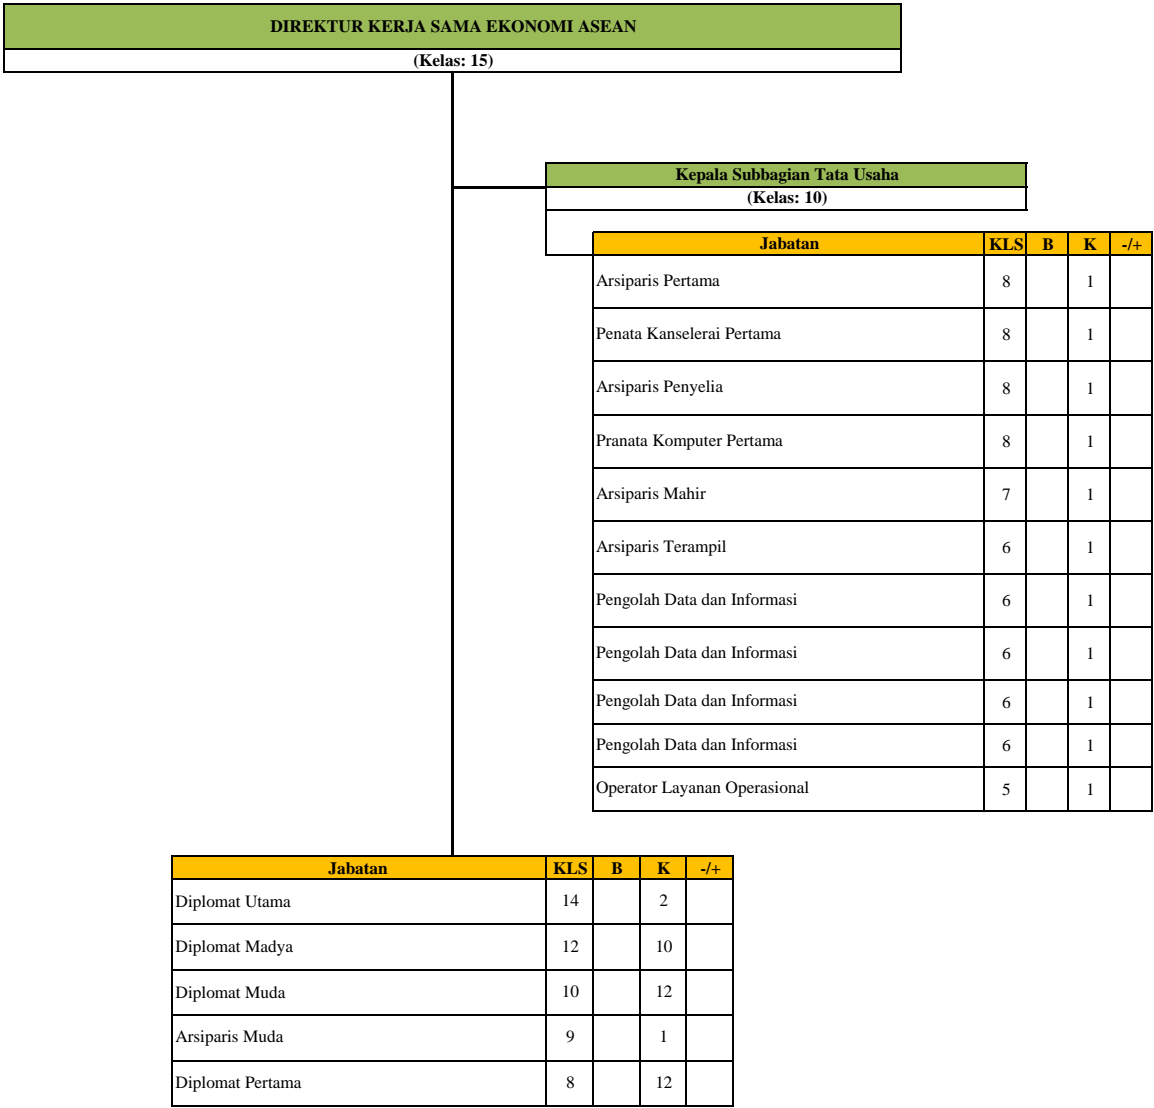 DIREKTUR KERJA SAMA EKONOMI ASEAN
(Kelas: 15)
Kepala Subbagian Tata Usaha
(Kelas: 10)
Jabatan KLS B K -/+
Arsiparis Pertama 8 1
Penata Kanselerai Pertama 8 1
Arsiparis Penyelia 8 1
Pranata Komputer Pertama 8 1
Arsiparis Mahir 7 1
Arsiparis Terampil 6 1
Pengolah Data dan Informasi 6 1
Pengolah Data dan Informasi 6 1
Pengolah Data dan Informasi 6 1
Pengolah Data dan Informasi 6 1
Operator Layanan Operasional 5 1
Jabatan KLS B K -/+
Diplomat Utama 14 2
Diplomat Madya 12 10
Diplomat Muda 10 12
Arsiparis Muda 9 1
Diplomat Pertama 8 12